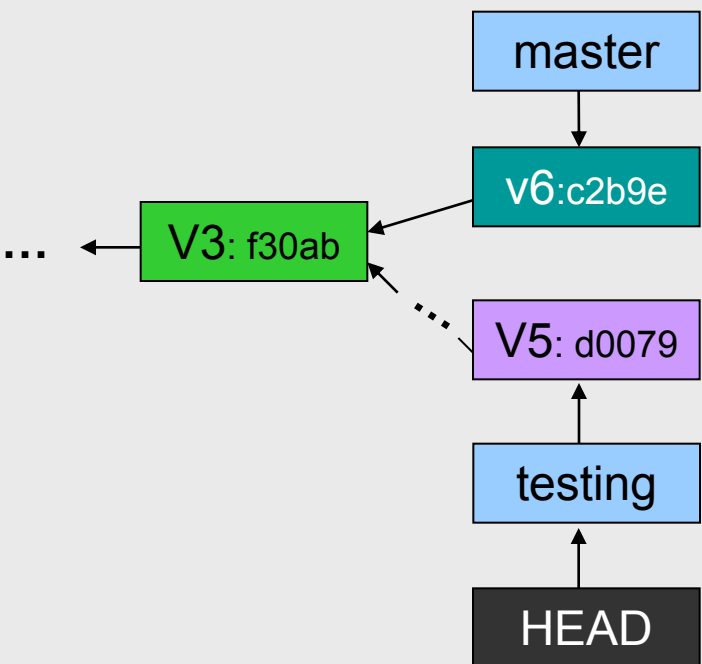 master
v6:c2b9e
V3: f30ab
...
...
V5: d0079
testing
HEAD